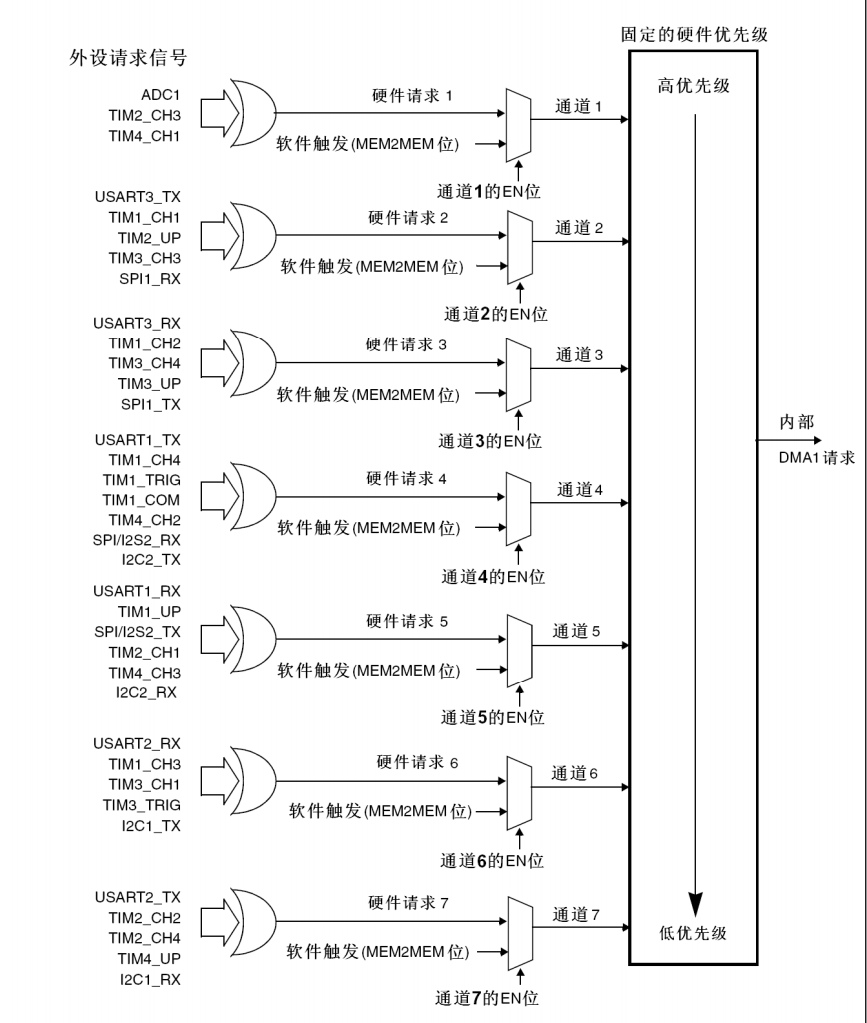 固定的硬件优先级
外设请求信号
高优先级
ADC1
TIM2_CH3
TIM4_CH1
硬件请求 1
软件触发(MEM2MEM 位)
通道 1
通道1的EN位
USART3_TX
TIM1_CH1
TIM2_UP
TIM3_CH3
SPI1_RX
硬件请求 2
软件触发(MEM2MEM 位)
通道 2
通道2的EN位
USART3_RX
TIM1_CH2
TIM3_CH4
TIM3_UP
SPI1_TX
硬件请求 3
软件触发(MEM2MEM 位)
通道 3
通道3的EN位
内部
DMA1 请求
USART1_TX
TIM1_CH4
TIM1_TRIG
TIM1_COM
TIM4_CH2
SPI/I2S2_RX
I2C2_TX
硬件请求 4
软件触发(MEM2MEM 位)
通道4
通道4的EN位
USART1_RX
TIM1_UP
SPI/I2S2_TX
TIM2_CH1
TIM4_CH3
I2C2_RX
硬件请求 5
软件触发(MEM2MEM 位)
通道 5
通道5的EN位
USART2_RX
TIM1_CH3
TIM3_CH1
TIM3_TRIG
I2C1_TX
硬件请求 6
软件触发(MEM2MEM 位)
通道6
通道6的EN位
USART2_TX
TIM2_CH2
TIM2_CH4
TIM4_UP
I2C1_RX
硬件请求 7
软件触发(MEM2MEM 位)
通道7
通道7的EN位
低优先级